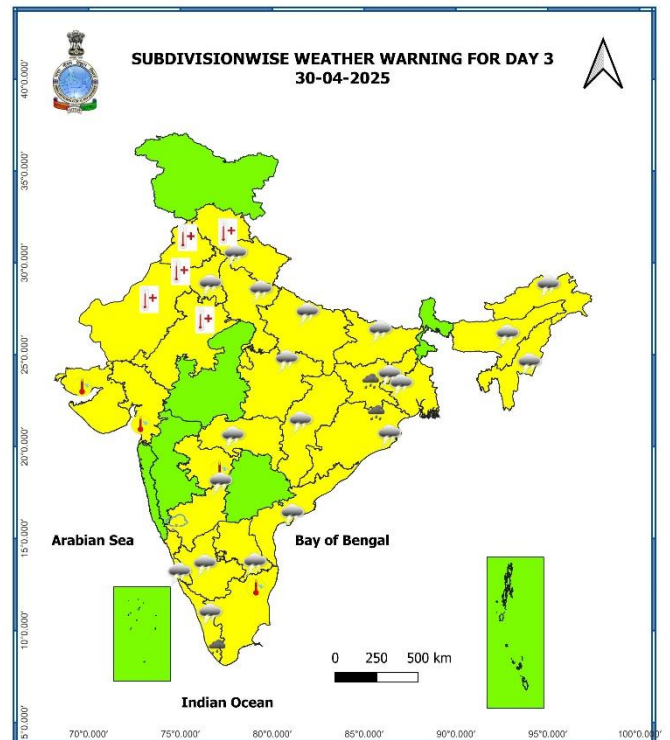 SUBDIVISIONWISE WEATHER WARNING FOR DAY 3
30-04-2025
40°0.000'
35°0.000'
30°0.000'
25°0.000'
20°0.000'
15°0.000'
10°0.000'
5°0.000'
Arabian Sea
Bay of Bengal
0 250 500 km
Indian Ocean
70°0.000' 75°0.000' 80°0.000' 85°0.000' 90°0.000' 95°0.000' 100°0.000'